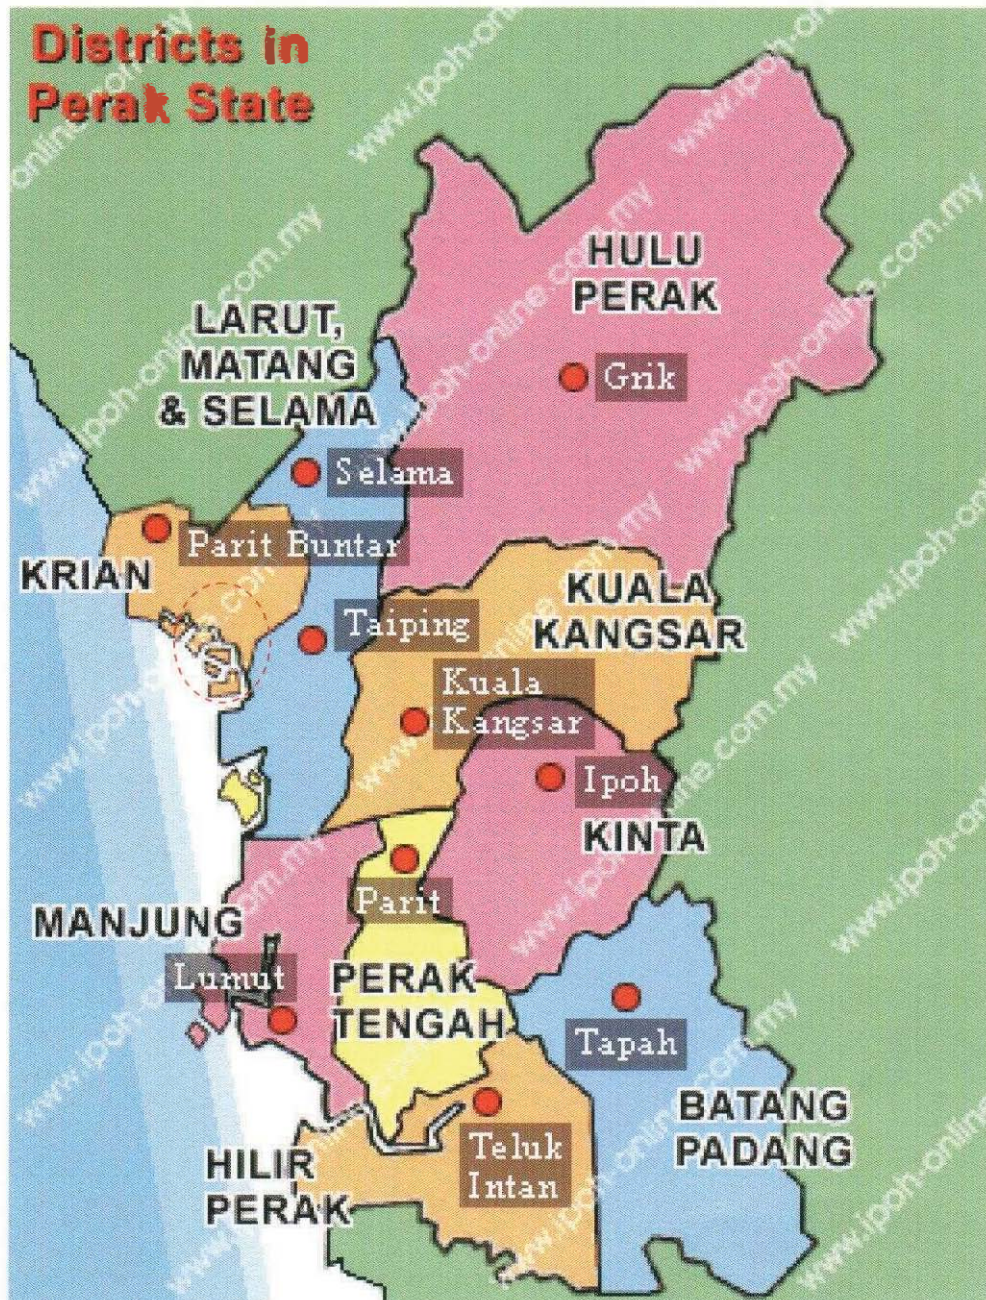 Districts in
Perak State
HULU
PERAK
LARUT,
MATANG
& SELAMA
Grik
Selama
Parit Buntar
KRIAN
KUALA
KANGSAR
Taiping
Kuala
Kangsar
Ipoh
KINTA
Parit
MANJUNG
Lumut
PERAK
TENGAH
Tapah
BATANG
PADANG
Teluk
Intan
HILIR
PERAK
www.ipoh-online.com.my